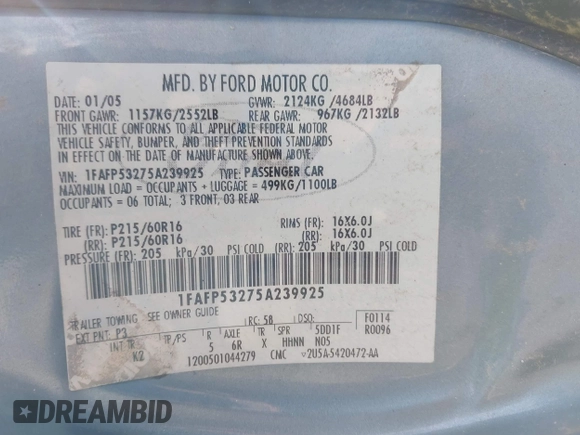 MFD. BY FORD MOTOR CO.
DATE: 01/05 GVWR: 2124KG /4684LB
FRONT GAWR: 1157KG/2552LB REAR GAWR: 967KG/2132LB
THIS VEHICLE CONFORMS TO ALL APPLICABLE FEDERAL MOTOR
VEHICLE SAFETY, BUMPER, AND THEFT PREVENTION STANDARDS
IN EFFECT ON THE DATE OF MANUFACTURE SHOWN ABOVE.
VIN: 1FAFP53275A239925 TYPE: PASSENGER CAR
MAXIMUM LOAD = OCCUPANTS + LUGGAGE = 499KG/1100LB
OCCUPANTS = 06 TOTAL; 3 FRONT, 03 REAR
TIRE (FR): P215/60R16 RIMS (FR): 16X6.0J
(RR): P215/60R16 (RR): 16X6.0J
PRESSURE (FR): 205 kPa/30 PSI COLD (RR): 205 kPa/30 PSI COLD
1FAFP53275A239925
TRAILER TOWING - SEE OWNER GUIDE
EXT PNT: P3 RC: 58 DSO: F0114
R0096
INT TR TP/PS R AXLE TR SPR 5DD1F
K2 5 6R X HHNN N05
1200501044279 CMC 2U5A-5420472-AA
DREAMBID